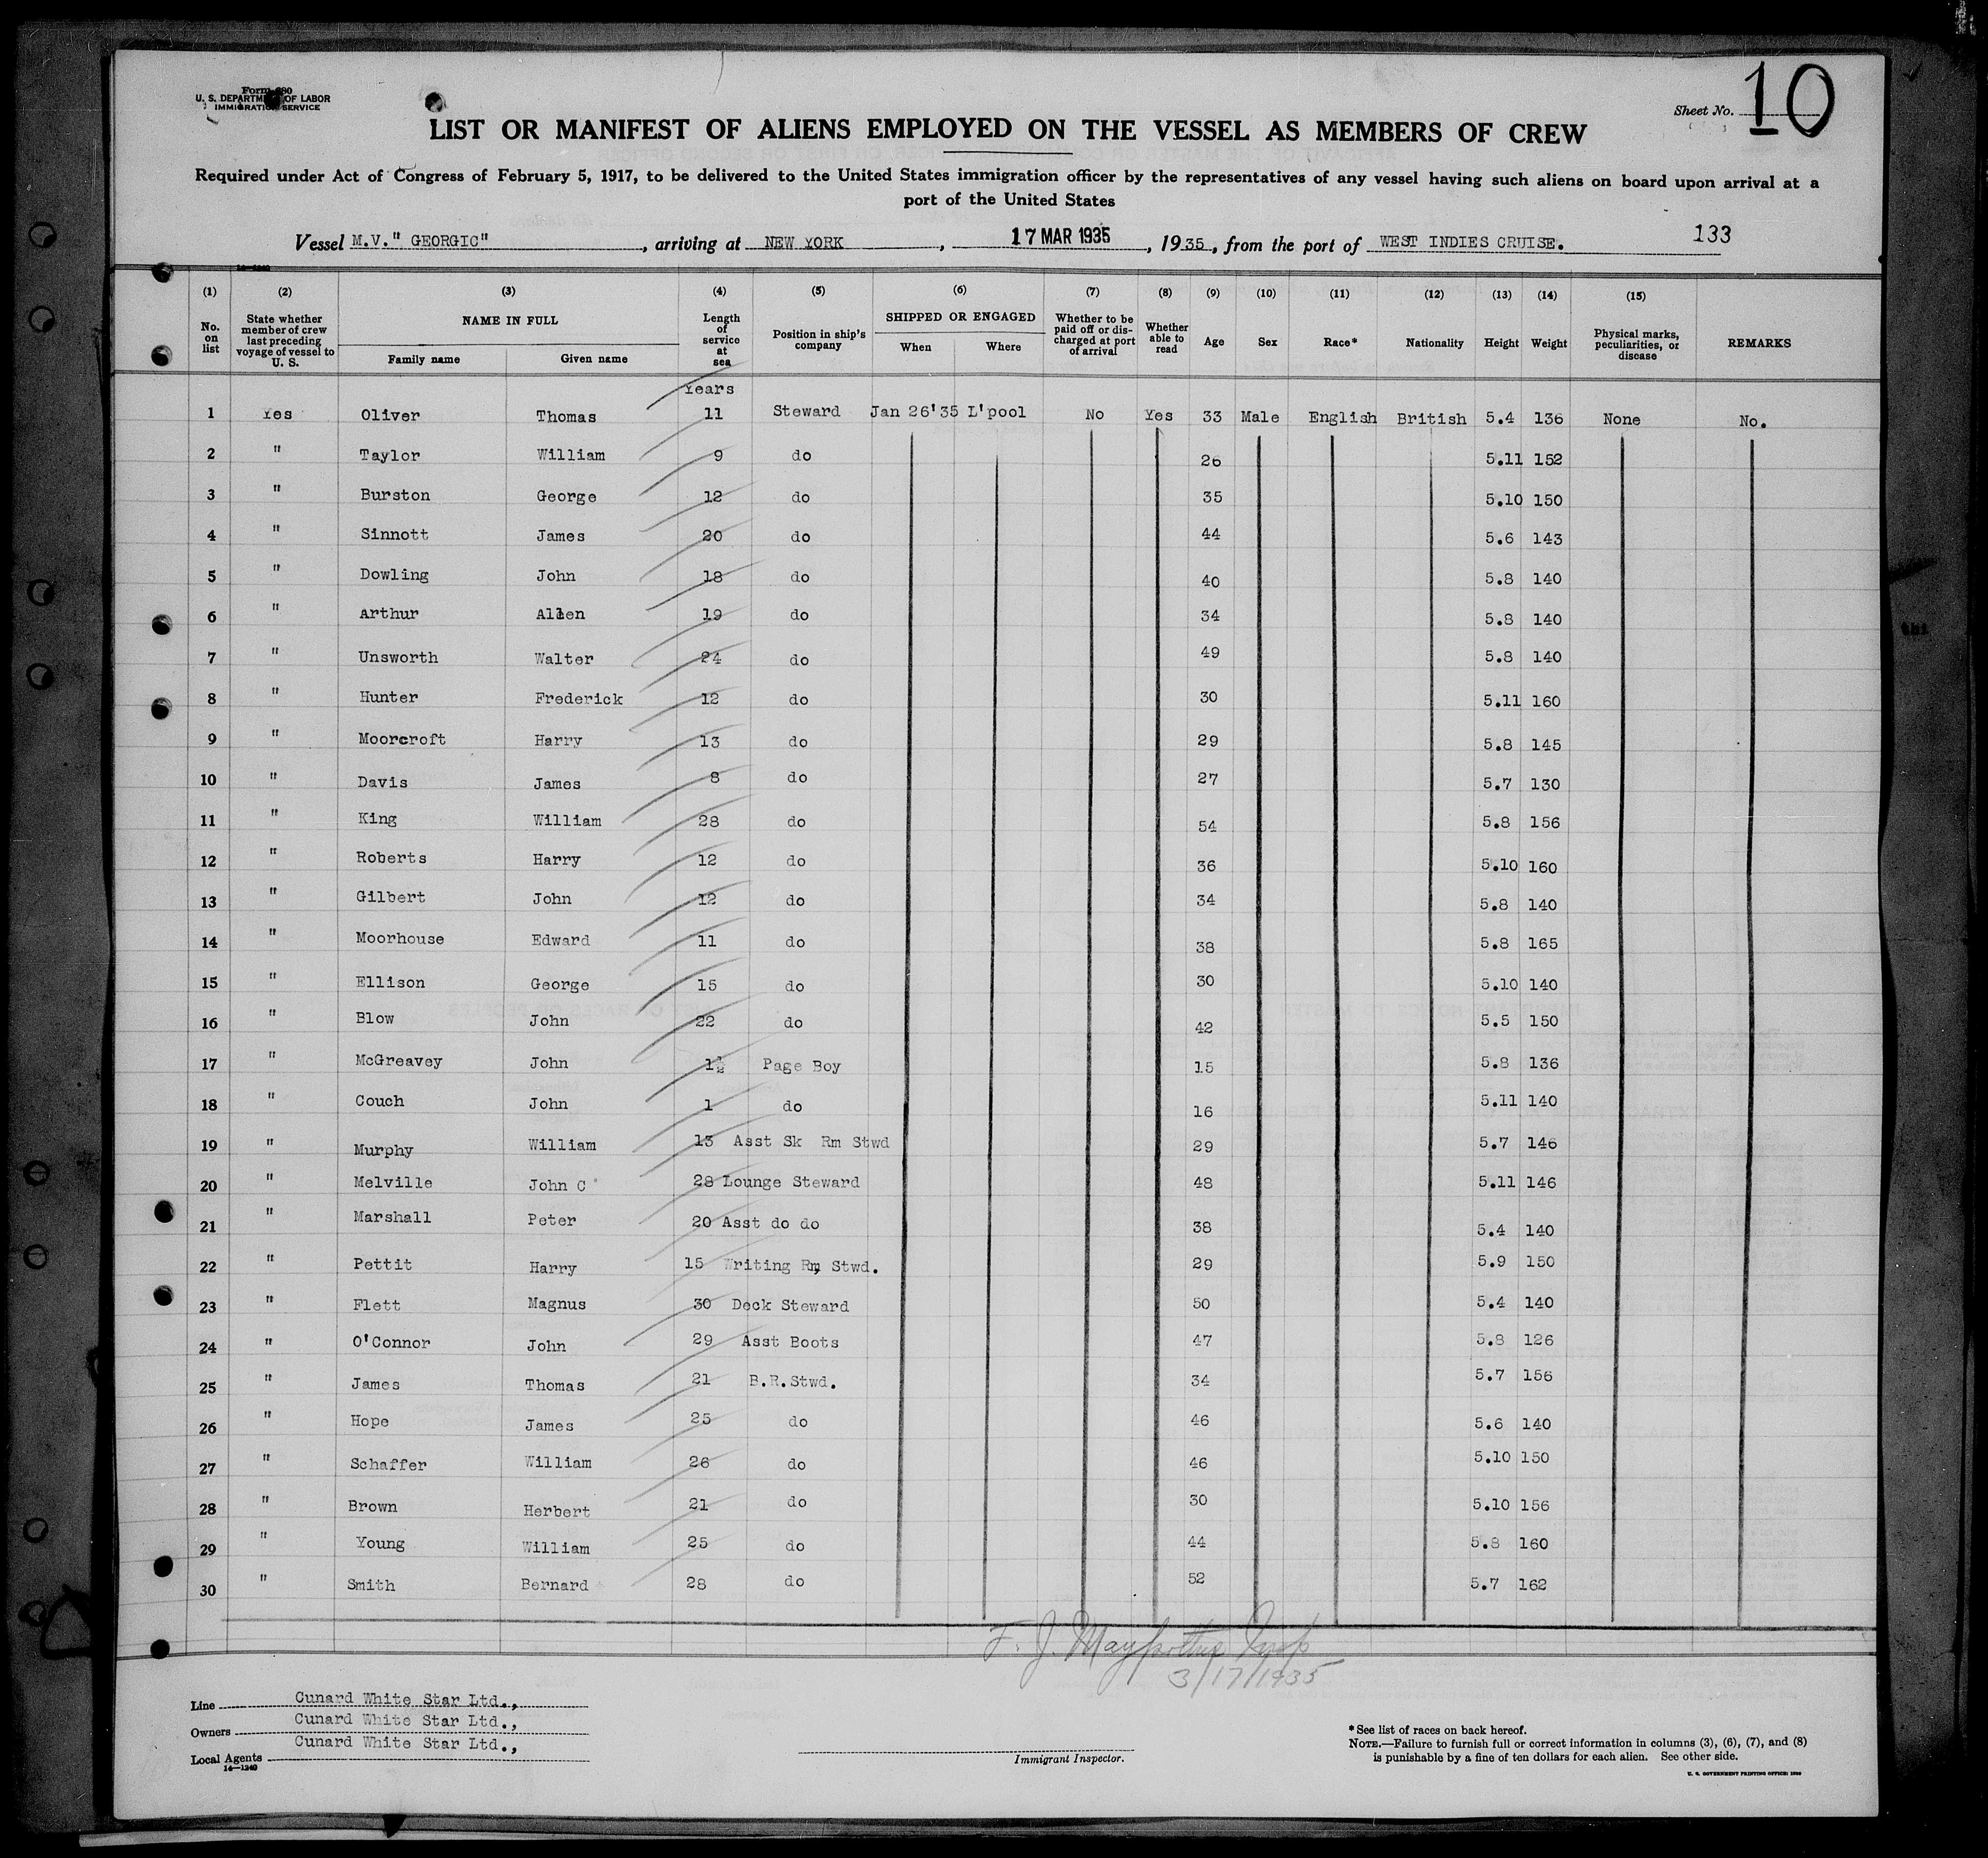 Form 680
U. S. DEPARTMENT OF LABOR
IMMIGRATION SERVICE
Sheet No. 10
LIST OR MANIFEST OF ALIENS EMPLOYED ON THE VESSEL AS MEMBERS OF CREW
Required under Act of Congress of February 5, 1917, to be delivered to the United States immigration officer by the representatives of any vessel having such aliens on board upon arrival at a
port of the United States
Vessel M.V." GEORGIC", arriving at NEW YORK, 17 MAR 1935, 1935, from the port of WEST INDIES CRUISE. 133
14—1240
(1) (2) (3) (4) (5) (6) (7) (8) (9) (10) (11) (12) (13) (14) (15)
No. on list State whether member of crew last preceding voyage of vessel to U. S. NAME IN FULL Family name Given name Length of service at sea Position in ship's company SHIPPED OR ENGAGED When Where Whether to be paid off or discharged at port of arrival Whether able to read Age Sex Race* Nationality Height Weight Physical marks, peculiarities, or disease REMARKS
Years
1 Yes Oliver Thomas 11 Steward Jan 26'35 L'pool No Yes 33 Male English British 5.4 136 None No.
2 " Taylor William 9 do 26 5.11 152
3 " Burston George 12 do 35 5.10 150
4 " Sinnott James 20 do 44 5.6 143
5 " Dowling John 18 do 40 5.8 140
6 " Arthur Allen 19 do 34 5.8 140
7 " Unsworth Walter 24 do 49 5.8 140
8 " Hunter Frederick 12 do 30 5.11 160
9 " Moorcroft Harry 13 do 29 5.8 145
10 " Davis James 8 do 27 5.7 130
11 " King William 28 do 54 5.8 156
12 " Roberts Harry 12 do 36 5.10 160
13 " Gilbert John 12 do 34 5.8 140
14 " Moorhouse Edward 11 do 38 5.8 165
15 " Ellison George 15 do 30 5.10 140
16 " Blow John 22 do 42 5.5 150
17 " McGreavey John 1½ Page Boy 15 5.8 136
18 " Couch John 1 do 16 5.11 140
19 " Murphy William 13 Asst Sk Rm Stwd 29 5.7 146
20 " Melville John C 28 Lounge Steward 48 5.11 146
21 " Marshall Peter 20 Asst do do 38 5.4 140
22 " Pettit Harry 15 Writing Rm, Stwd. 29 5.9 150
23 " Flett Magnus 30 Deck Steward 50 5.4 140
24 " O'Connor John 29 Asst Boots 47 5.8 126
25 " James Thomas 21 B.R.Stwd. 34 5.7 156
26 " Hope James 25 do 46 5.6 140
27 " Schaffer William 26 do 46 5.10 150
28 " Brown Herbert 21 do 30 5.10 156
29 " Young William 25 do 44 5.8 160
30 " Smith Bernard 28 do 52 5.7 162
F. J. Insp
3/17/1935
Line Cunard White Star Ltd.,
Owners Cunard White Star Ltd.,
Local Agents Cunard White Star Ltd.,
14—1240
Immigrant Inspector.
* See list of races on back hereof.
NOTE.—Failure to furnish full or correct information in columns (3), (6), (7), and (8)
is punishable by a fine of ten dollars for each alien. See other side.
U. S. GOVERNMENT PRINTING OFFICE: